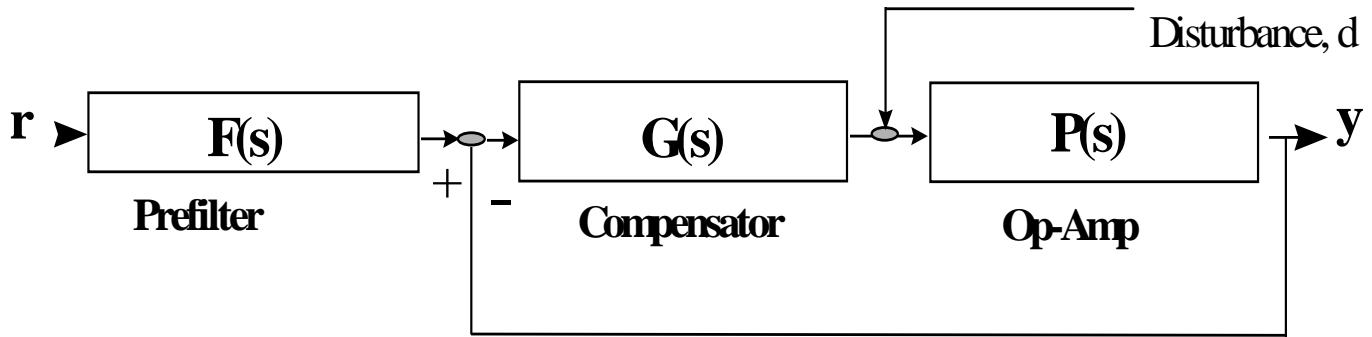 Disturbance, d
r
F(s)
G(s)
P(s)
y
+
-
Prefilter
Compensator
Op-Amp